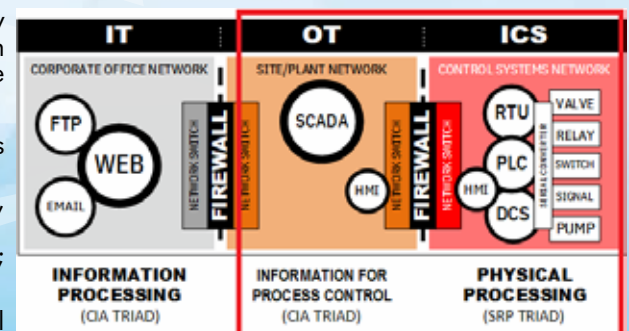 IT
OT
ICS
CORPORATE OFFICE NETWORK
SITE/PLANT NETWORK
CONTROL SYSTEMS NETWORK
FTP
WEB
EMAIL
NETWORK SWITCH
FIREWALL
NETWORK SWITCH
SCADA
HMI
NETWORK SWITCH
FIREWALL
NETWORK SWITCH
HMI
RTU
PLC
DCS
SERIAL CONVERTER
VALVE
RELAY
SWITCH
SIGNAL
PUMP
INFORMATION
PROCESSING
(CIA TRIAD)
INFORMATION FOR
PROCESS CONTROL
(CIA TRIAD)
PHYSICAL
PROCESSING
(SRP TRIAD)